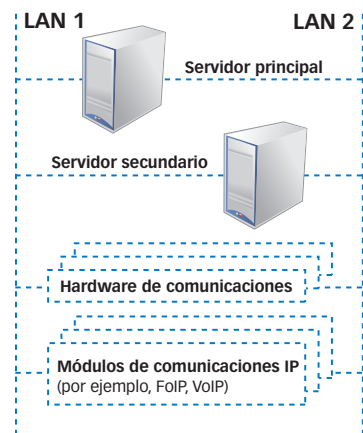 LAN 1
LAN 2
Servidor principal
Servidor secundario
Hardware de comunicaciones
Módulos de comunicaciones IP
(por ejemplo, FoIP, VoIP)